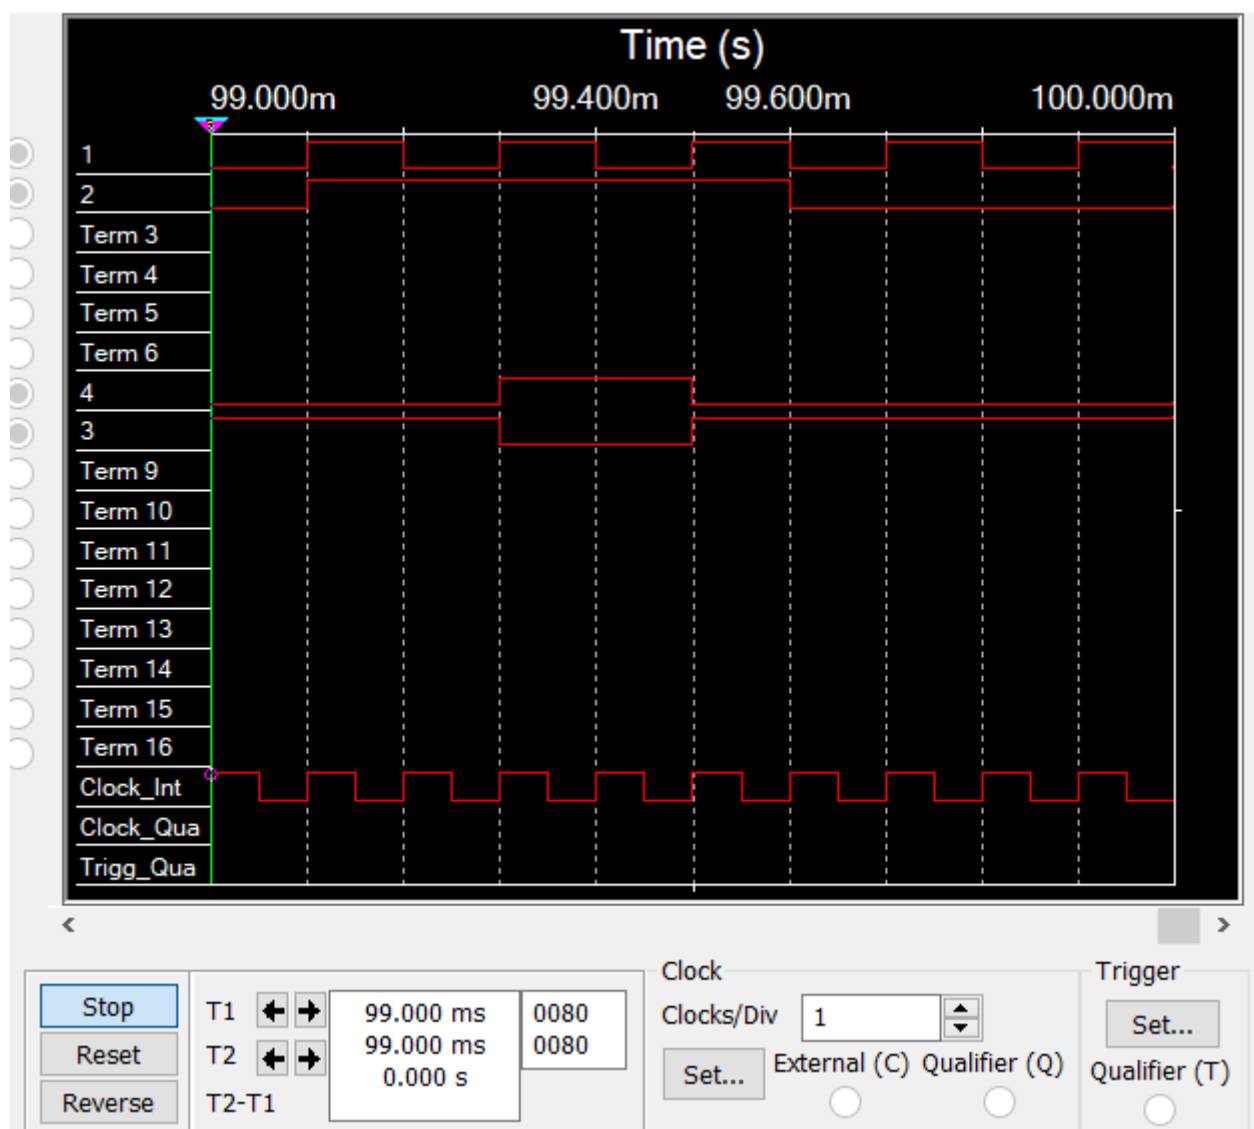 Time (s)
99.000m 99.400m 99.600m 100.000m
1
2
Term 3
Term 4
Term 5
Term 6
4
3
Term 9
Term 10
Term 11
Term 12
Term 13
Term 14
Term 15
Term 16
Clock_Int
Clock_Qua
Trigg_Qua
Stop
Reset
Reverse
T1 99.000 ms 0080
T2 99.000 ms 0080
T2-T1 0.000 s
Clock
Clocks/Div 1
Set... External (C) Qualifier (Q)
Trigger
Set...
Qualifier (T)